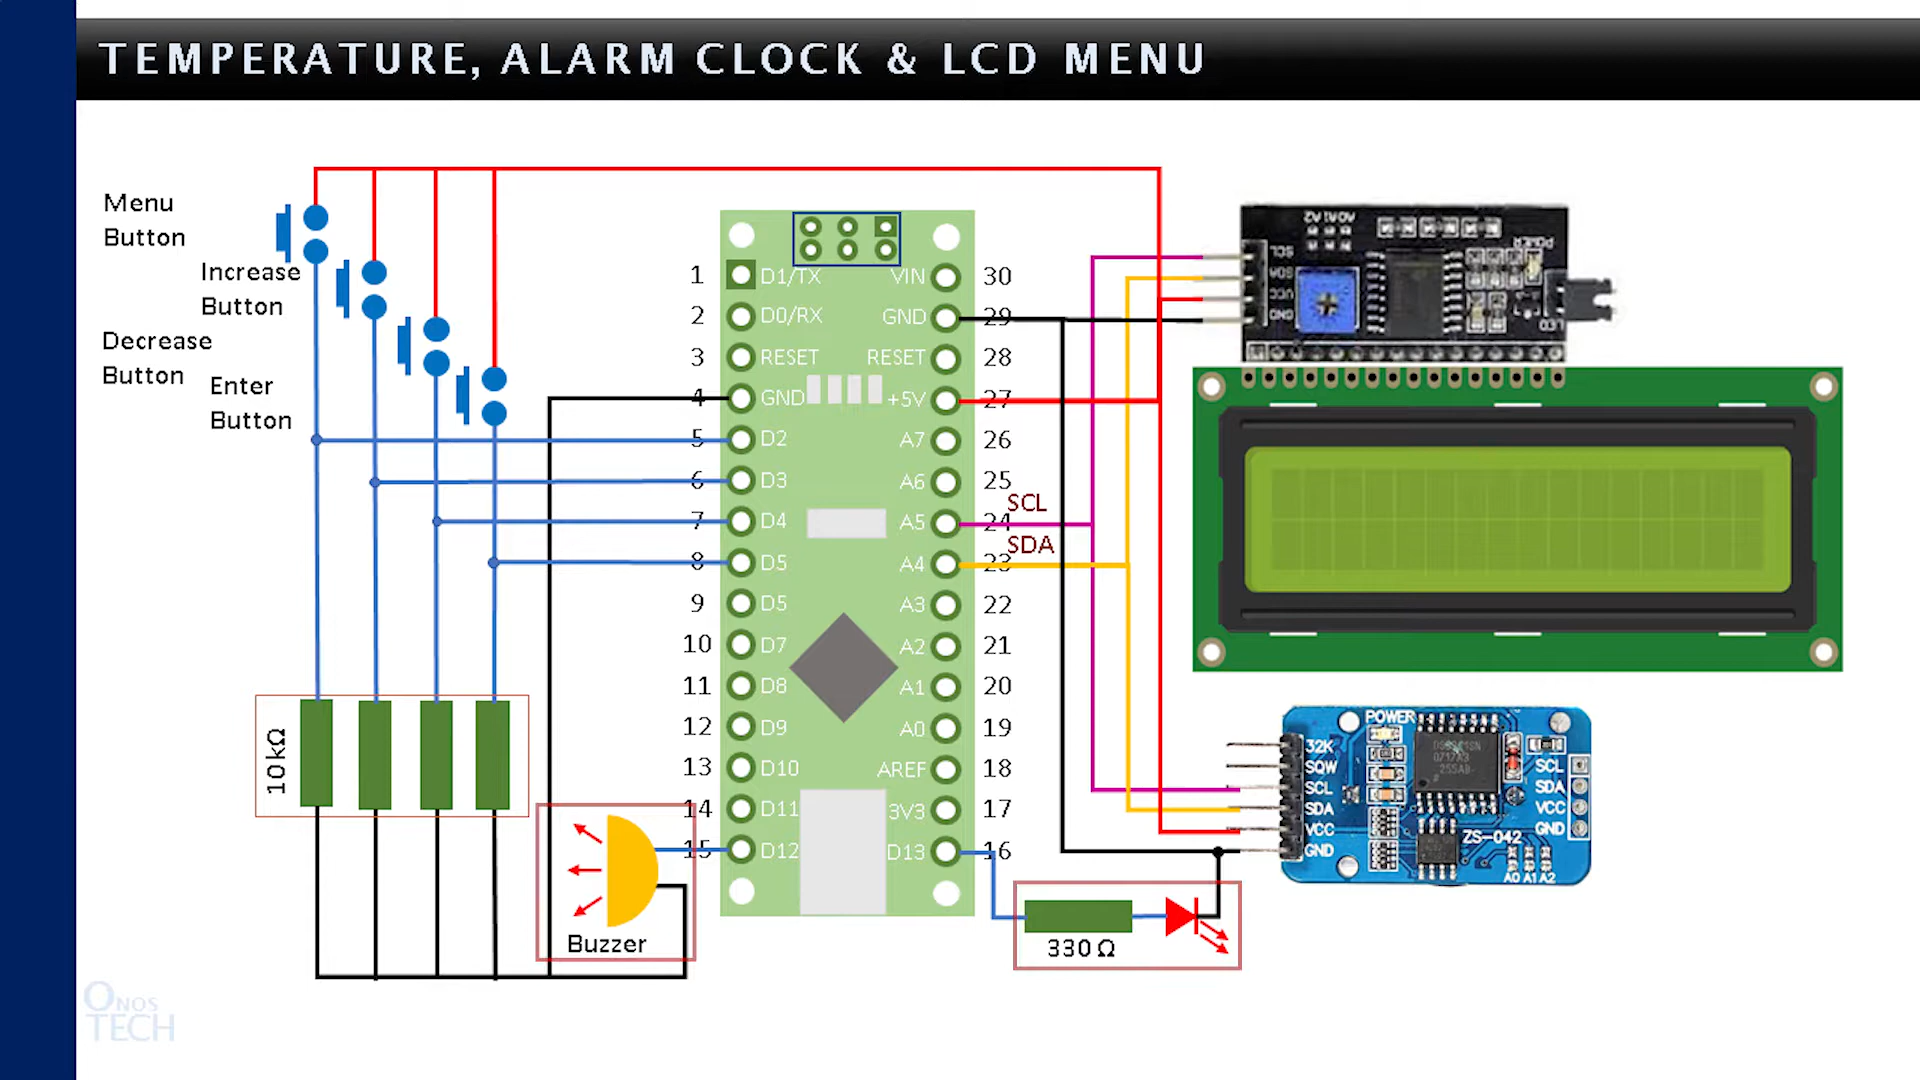 TEMPERATURE, ALARM CLOCK & LCD MENU
Menu
Button
Increase
Button
Decrease
Button
Enter
Button
10kΩ
Buzzer
1 D1/TX VIN 30
2 D0/RX GND 29
3 RESET RESET 28
4 GND +5V 27
5 D2 A7 26
6 D3 A6 25
7 D4 A5 24
8 D5 A4 23
9 D5 A3 22
10 D7 A2 21
11 D8 A1 20
12 D9 A0 19
13 D10 AREF 18
14 D11 3V3 17
15 D12 D13 16
SCL
SDA
330 Ω
A0A1A2
POWER
SCL
SDA
VCC
GND
LED
POWER
32K
SQW
SCL
SDA
VCC
GND
SCL
SDA
VCC
GND
ZS-042
A0 A1 A2
ONOS
TECH